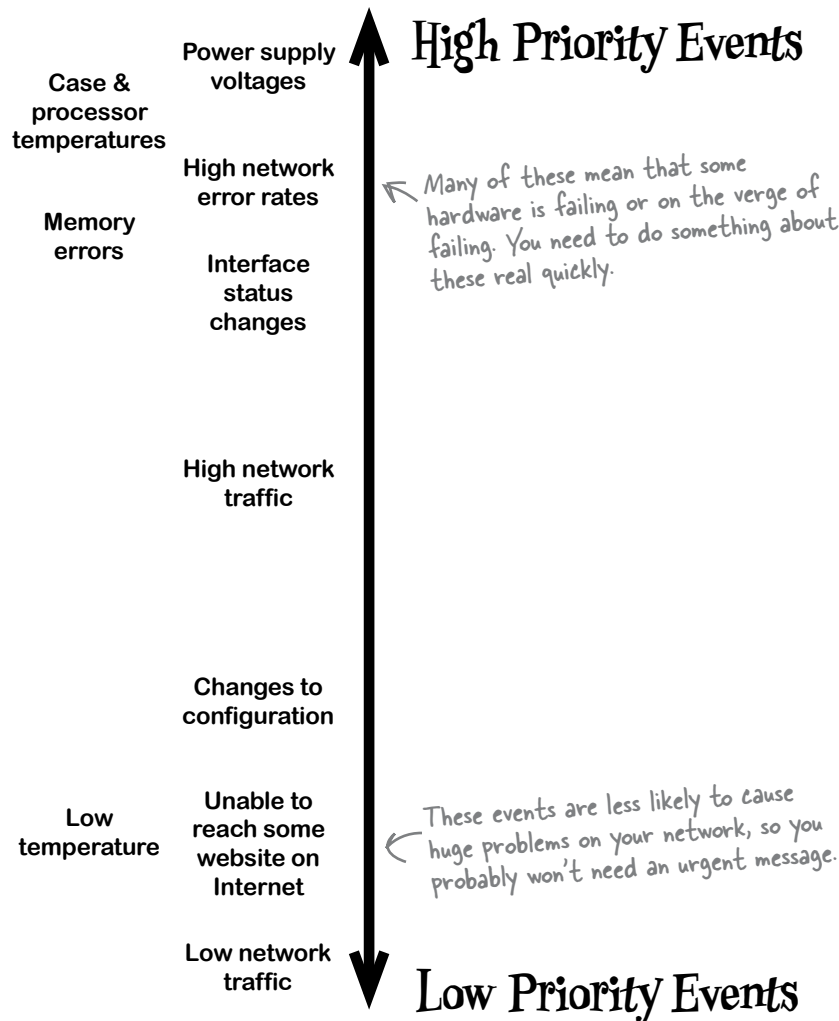 High Priority Events
Power supply
voltages
Case &
processor
temperatures
High network
error rates
Many of these mean that some
hardware is failing or on the verge of
failing. You need to do something about
these real quickly.
Memory
errors
Interface
status
changes
High network
traffic
Changes to
configuration
Low
temperature
Unable to
reach some
website on
Internet
These events are less likely to cause
huge problems on your network, so you
probably won't need an urgent message.
Low network
traffic
Low Priority Events